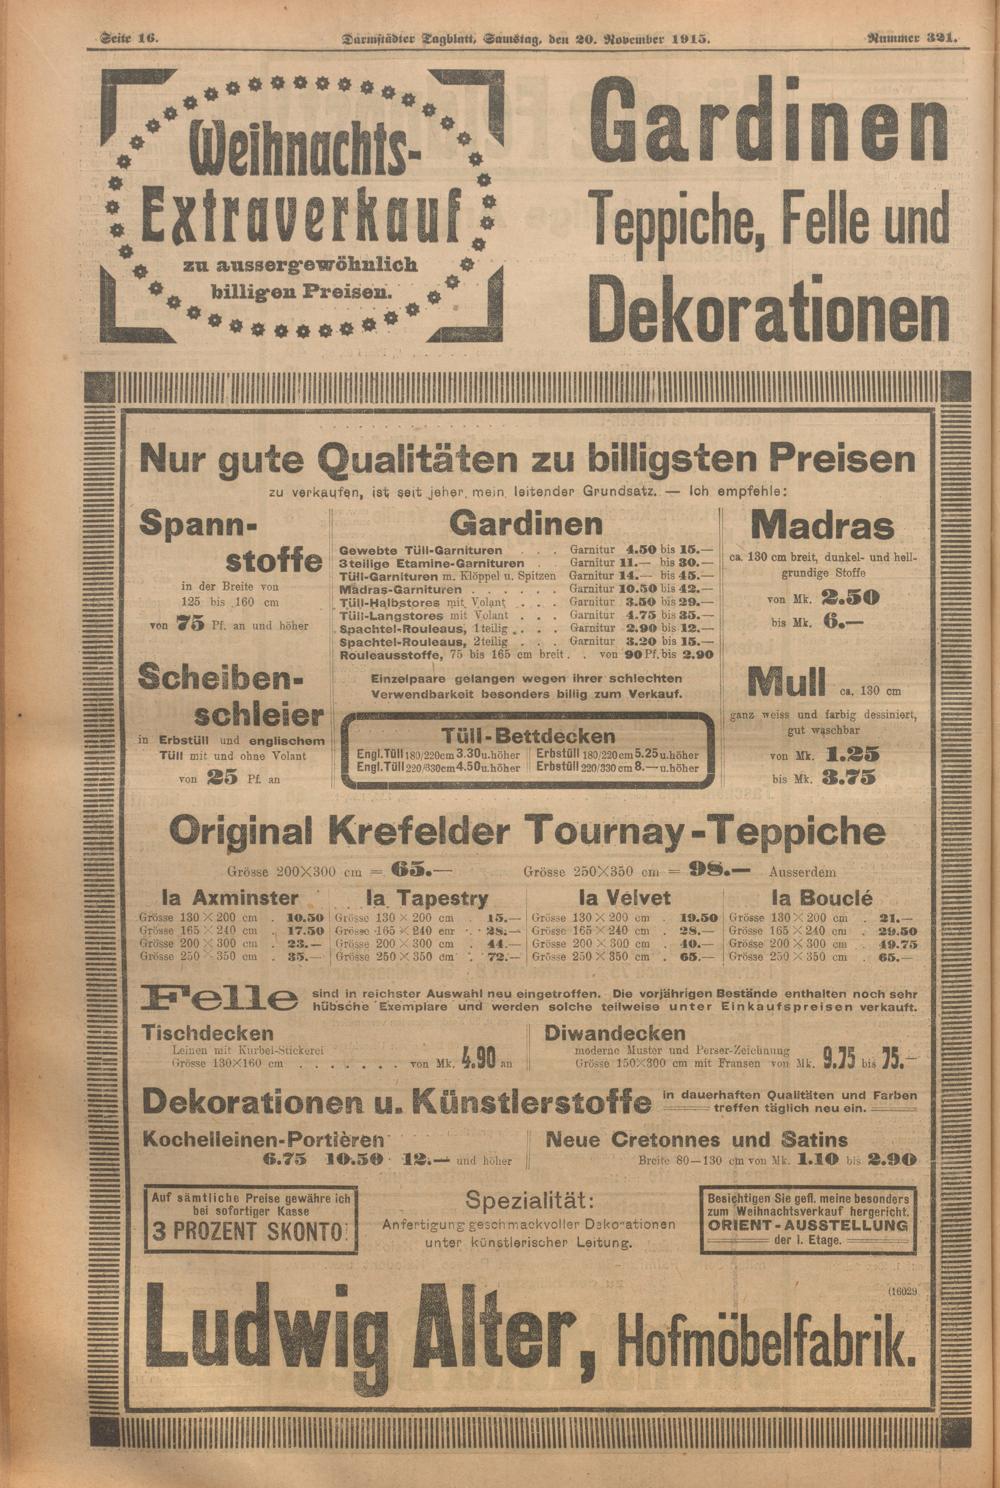 Seite 16.
Darmstädter Tagblatt, Samstag, den 20. November 1915.
Nummer 321.
Weihnachts-
Extraverkauf
zu aussergewöhnlich
billigen Preisen.
Gardinen
Teppiche, Felle und
Dekorationen
Nur gute Qualitäten zu billigsten Preisen
zu verkaufen, ist seit jeher mein leitender Grundsatz. — Ich empfehle:
Spann-
stoffe
in der Breite von
125 bis 160 cm
von 75 Pf. an und höher
Scheiben-
schleier
in Erbstüll und englischem
Tüll mit und ohne Volant
von 25 Pf. an
Gardinen
Gewebte Tüll-Garnituren . . . Garnitur 4.50 bis 15.—
3teilige Etamine-Garnituren . Garnitur 11.— bis 30.—
Tüll-Garnituren m. Klöppel u. Spitzen Garnitur 14.— bis 45.—
Madras-Garnituren . . . . . . Garnitur 10.50 bis 42.—
Tüll-Halbstores mit Volant . . . Garnitur 3.50 bis 29.—
Tüll-Langstores mit Volant . . . Garnitur 4.75 bis 35.—
Spachtel-Rouleaus, 1teilig . . . Garnitur 2.90 bis 12.—
Spachtel-Rouleaus, 2teilig . . . Garnitur 3.20 bis 15.—
Rouleausstoffe, 75 bis 165 cm breit . . von 90 Pf. bis 2.90
Einzelpaare gelangen wegen ihrer schlechten
Verwendbarkeit besonders billig zum Verkauf.
Tüll-Bettdecken
Engl. Tüll 180/220cm 3.30 u. höher Erbstüll 180/220 cm 5.25 u. höher
Engl. Tüll 220/330cm 4.50 u. höher Erbstüll 220/330 cm 8.— u. höher
Madras
ca. 130 cm breit, dunkel- und hell-
grundige Stoffe
von Mk. 2.50
bis Mk. 6.—
Mull ca. 130 cm
ganz weiss und farbig dessiniert,
gut waschbar
von Mk. 1.25
bis Mk. 3.75
Original Krefelder Tournay-Teppiche
Grösse 200×300 cm = 65.— Grösse 250×350 cm = 98.— Ausserdem
Ia Axminster
Grösse 130 × 200 cm . 10.50
Grösse 165 × 240 cm . 17.50
Grösse 200 × 300 cm . 23.—
Grösse 250 × 350 cm . 35.—
Ia Tapestry
Grösse 130 × 200 cm . 15.—
Grösse 165 × 240 cm . 28.—
Grösse 200 × 300 cm . 44.—
Grösse 250 × 350 cm . 72.—
Ia Velvet
Grösse 130 × 200 cm . 19.50
Grösse 165 × 240 cm . 28.—
Grösse 200 × 300 cm . 40.—
Grösse 250 × 350 cm . 65.—
Ia Bouclé
Grösse 130 × 200 cm . 21.—
Grösse 165 × 240 cm . 29.50
Grösse 200 × 300 cm . 49.75
Grösse 250 × 350 cm . 65.—
Felle sind in reichster Auswahl neu eingetroffen. Die vorjährigen Bestände enthalten noch sehr
hübsche Exemplare und werden solche teilweise unter Einkaufspreisen verkauft.
Tischdecken
Leinen mit Kurbel-Stickerei
Grösse 130×160 cm . . . . . . . von Mk. 4.90 an
Diwandecken
moderne Muster und Perser-Zeichnung
Grösse 150×300 cm mit Fransen von Mk. 9.75 bis 75.—
Dekorationen u. Künstlerstoffe in dauerhaften Qualitäten und Farben
treffen täglich neu ein.
Kochelleinen-Portièren
6.75 10.50 12.— und höher
Neue Cretonnes und Satins
Breite 80—130 cm von Mk. 1.10 bis 2.90
Auf sämtliche Preise gewähre ich
bei sofortiger Kasse
3 PROZENT SKONTO!
Spezialität:
Anfertigung geschmackvoller Dekorationen
unter künstlerischer Leitung.
Besichtigen Sie gefl. meine besonders
zum Weihnachtsverkauf hergericht.
ORIENT-AUSSTELLUNG
der I. Etage.
(16029
Ludwig Alter, Hofmöbelfabrik.